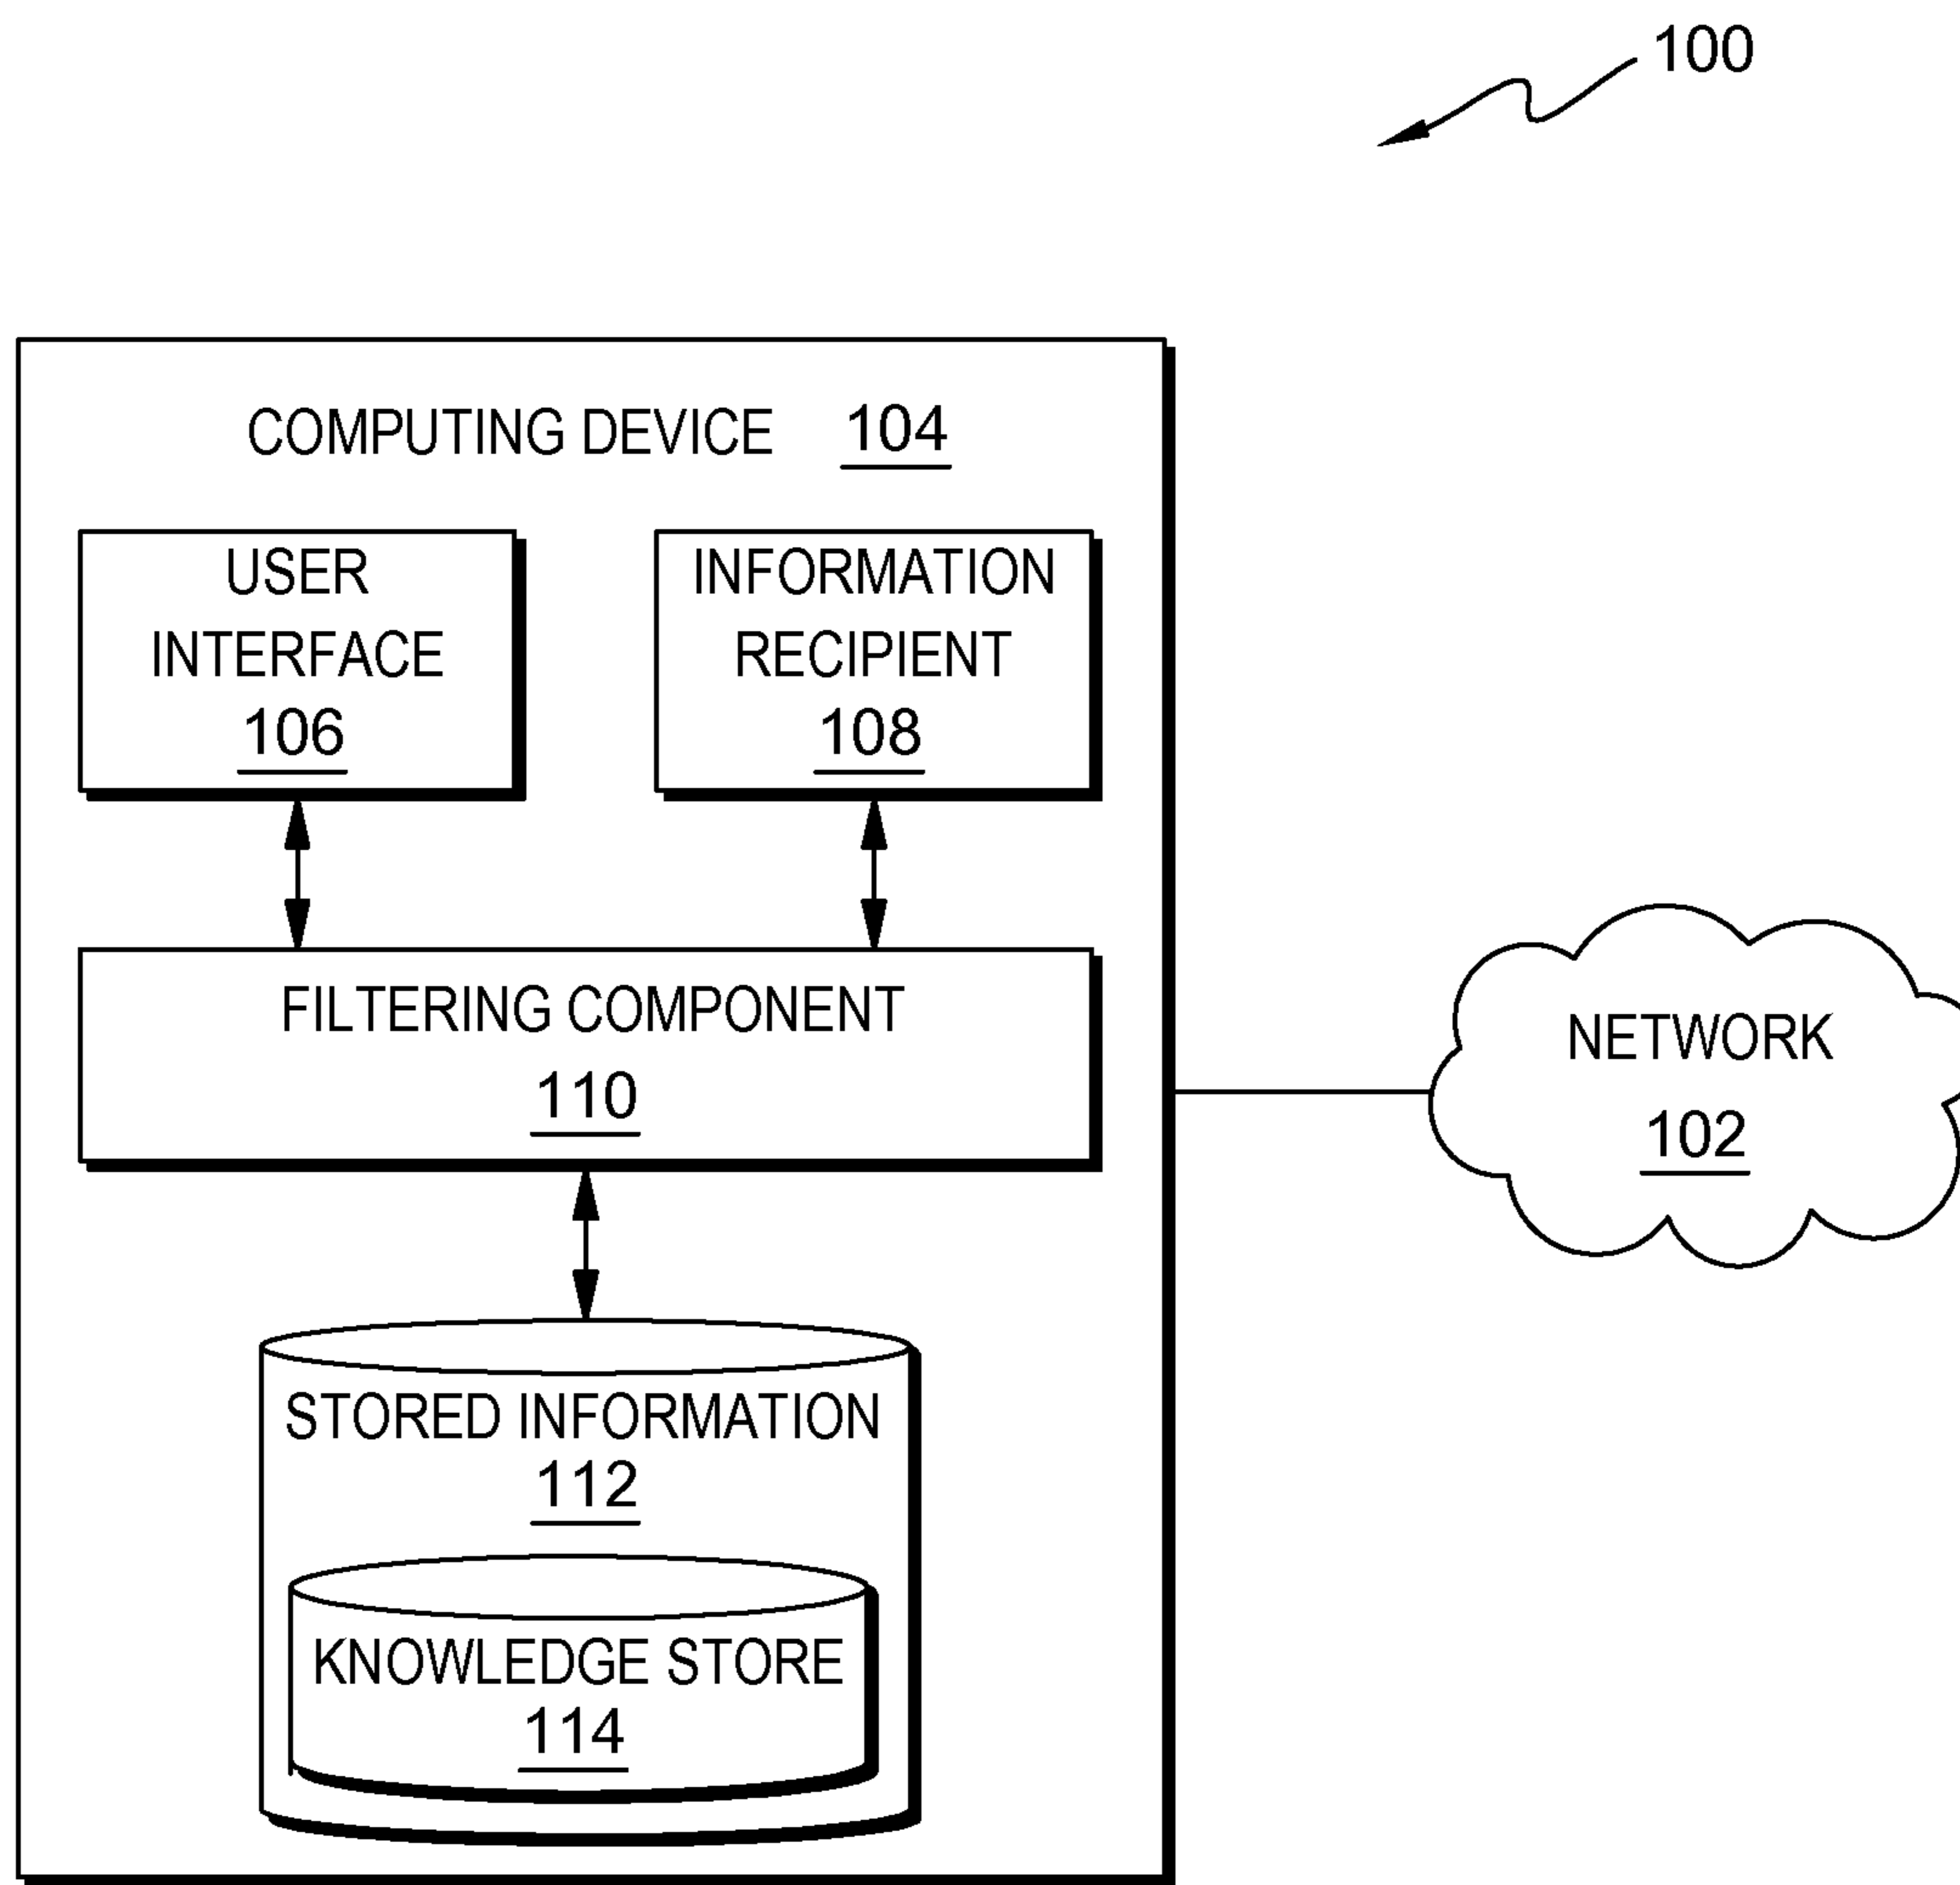 100
COMPUTING DEVICE 104
USER
INTERFACE
106
INFORMATION
RECIPIENT
108
FILTERING COMPONENT
110
NETWORK
102
STORED INFORMATION
112
KNOWLEDGE STORE
114